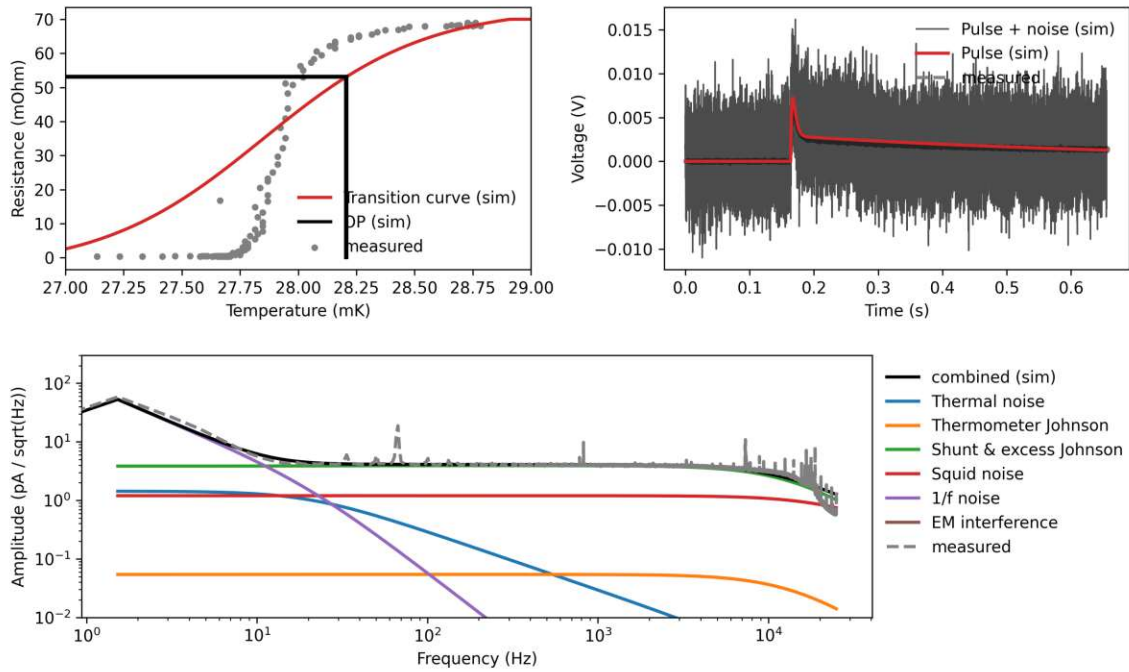 70
60
50
40
30
20
10
0
Resistance (mOhm)
Transition curve (sim)
OP (sim)
measured
27.00 27.25 27.50 27.75 28.00 28.25 28.50 28.75 29.00
Temperature (mK)
0.015
0.010
0.005
0.000
−0.005
−0.010
Voltage (V)
Pulse + noise (sim)
Pulse (sim)
measured
0.0 0.1 0.2 0.3 0.4 0.5 0.6
Time (s)
10²
10¹
10⁰
10⁻¹
10⁻²
Amplitude (pA / sqrt(Hz))
10⁰ 10¹ 10² 10³ 10⁴
Frequency (Hz)
combined (sim)
Thermal noise
Thermometer Johnson
Shunt & excess Johnson
Squid noise
1/f noise
EM interference
measured